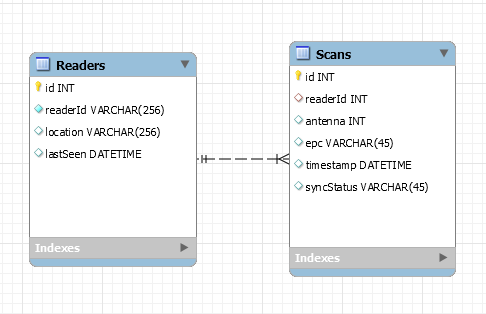 Readers
id INT
readerId VARCHAR(256)
location VARCHAR(256)
lastSeen DATETIME
Indexes
Scans
id INT
readerId INT
antenna INT
epc VARCHAR(45)
timestamp DATETIME
syncStatus VARCHAR(45)
Indexes